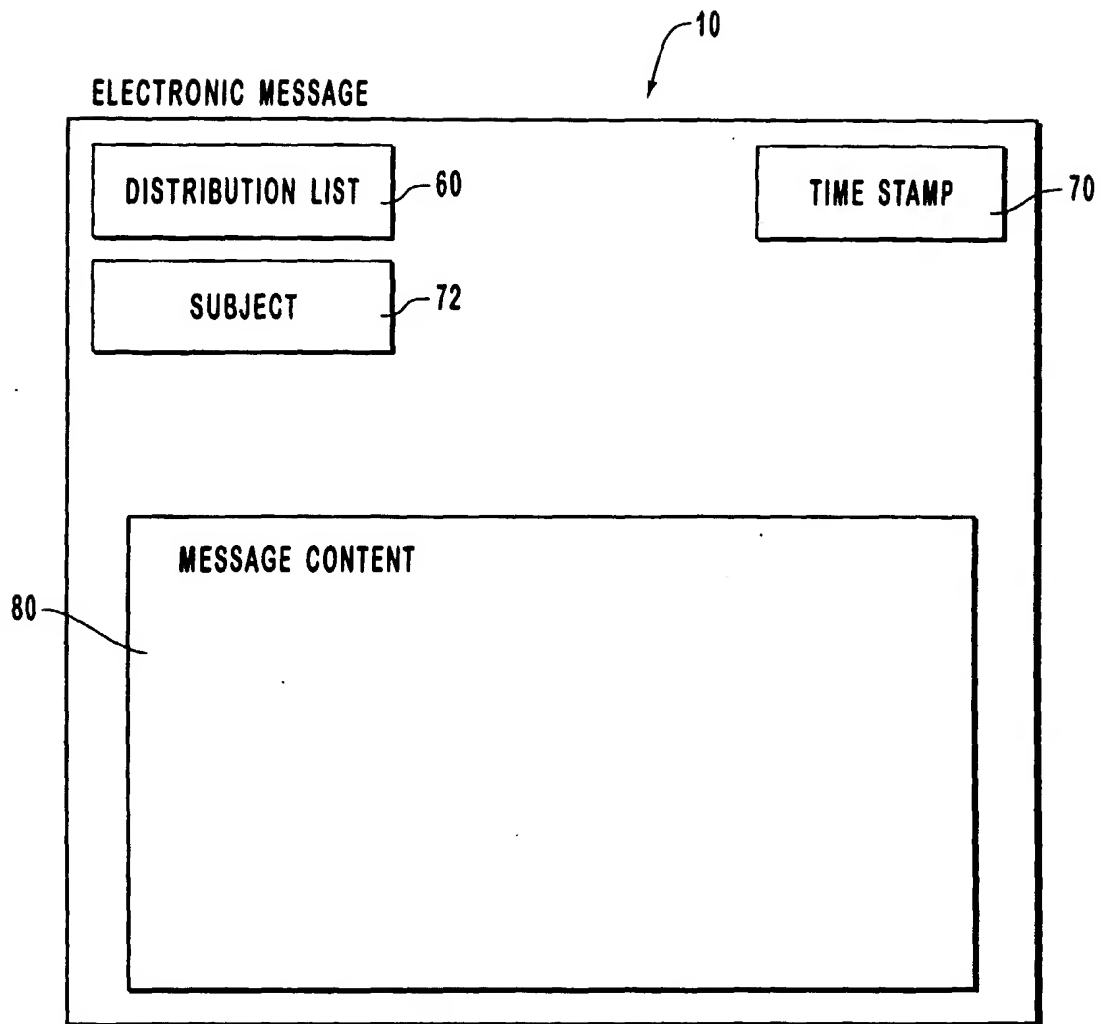 10
ELECTRONIC MESSAGE
DISTRIBUTION LIST
60
TIME STAMP
70
SUBJECT
72
MESSAGE CONTENT
80